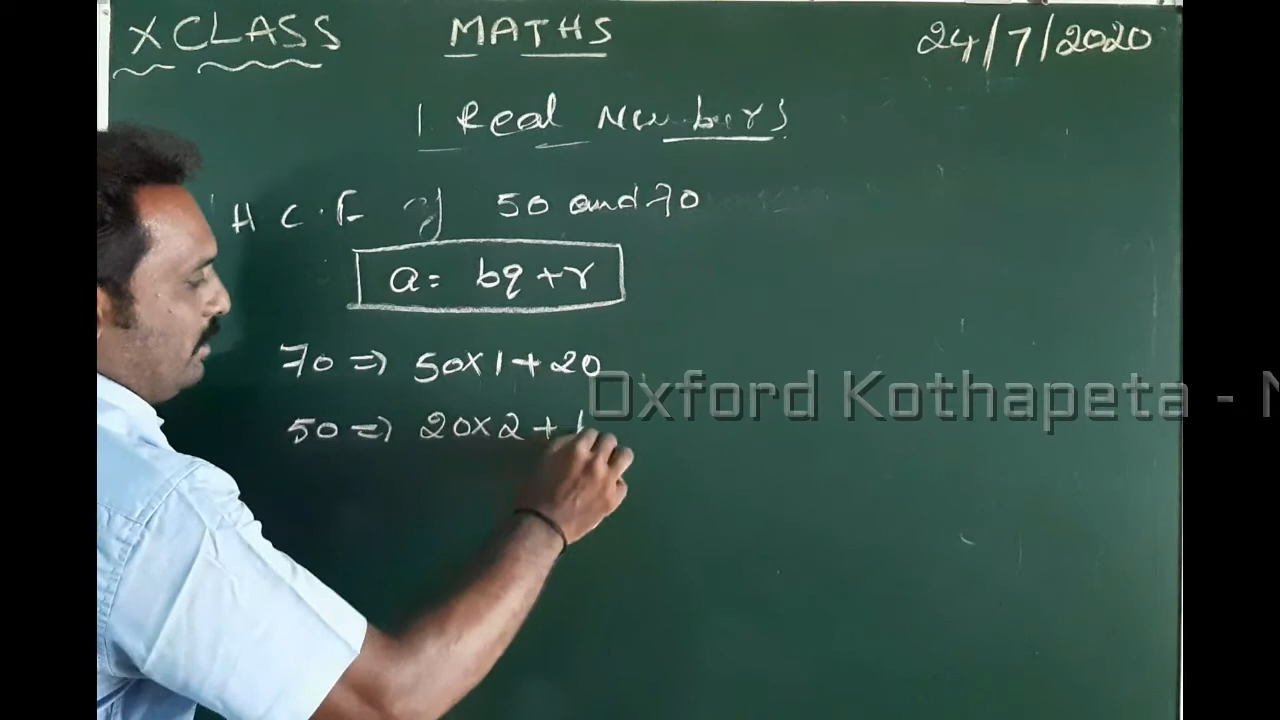 X CLASS MATHS 24/7/2020
1 Real Numbers
H C.F of 50 and 70
a = bq + r
70 ⇒ 50×1+20
Oxford Kothapeta - N
50 ⇒ 20×2+1